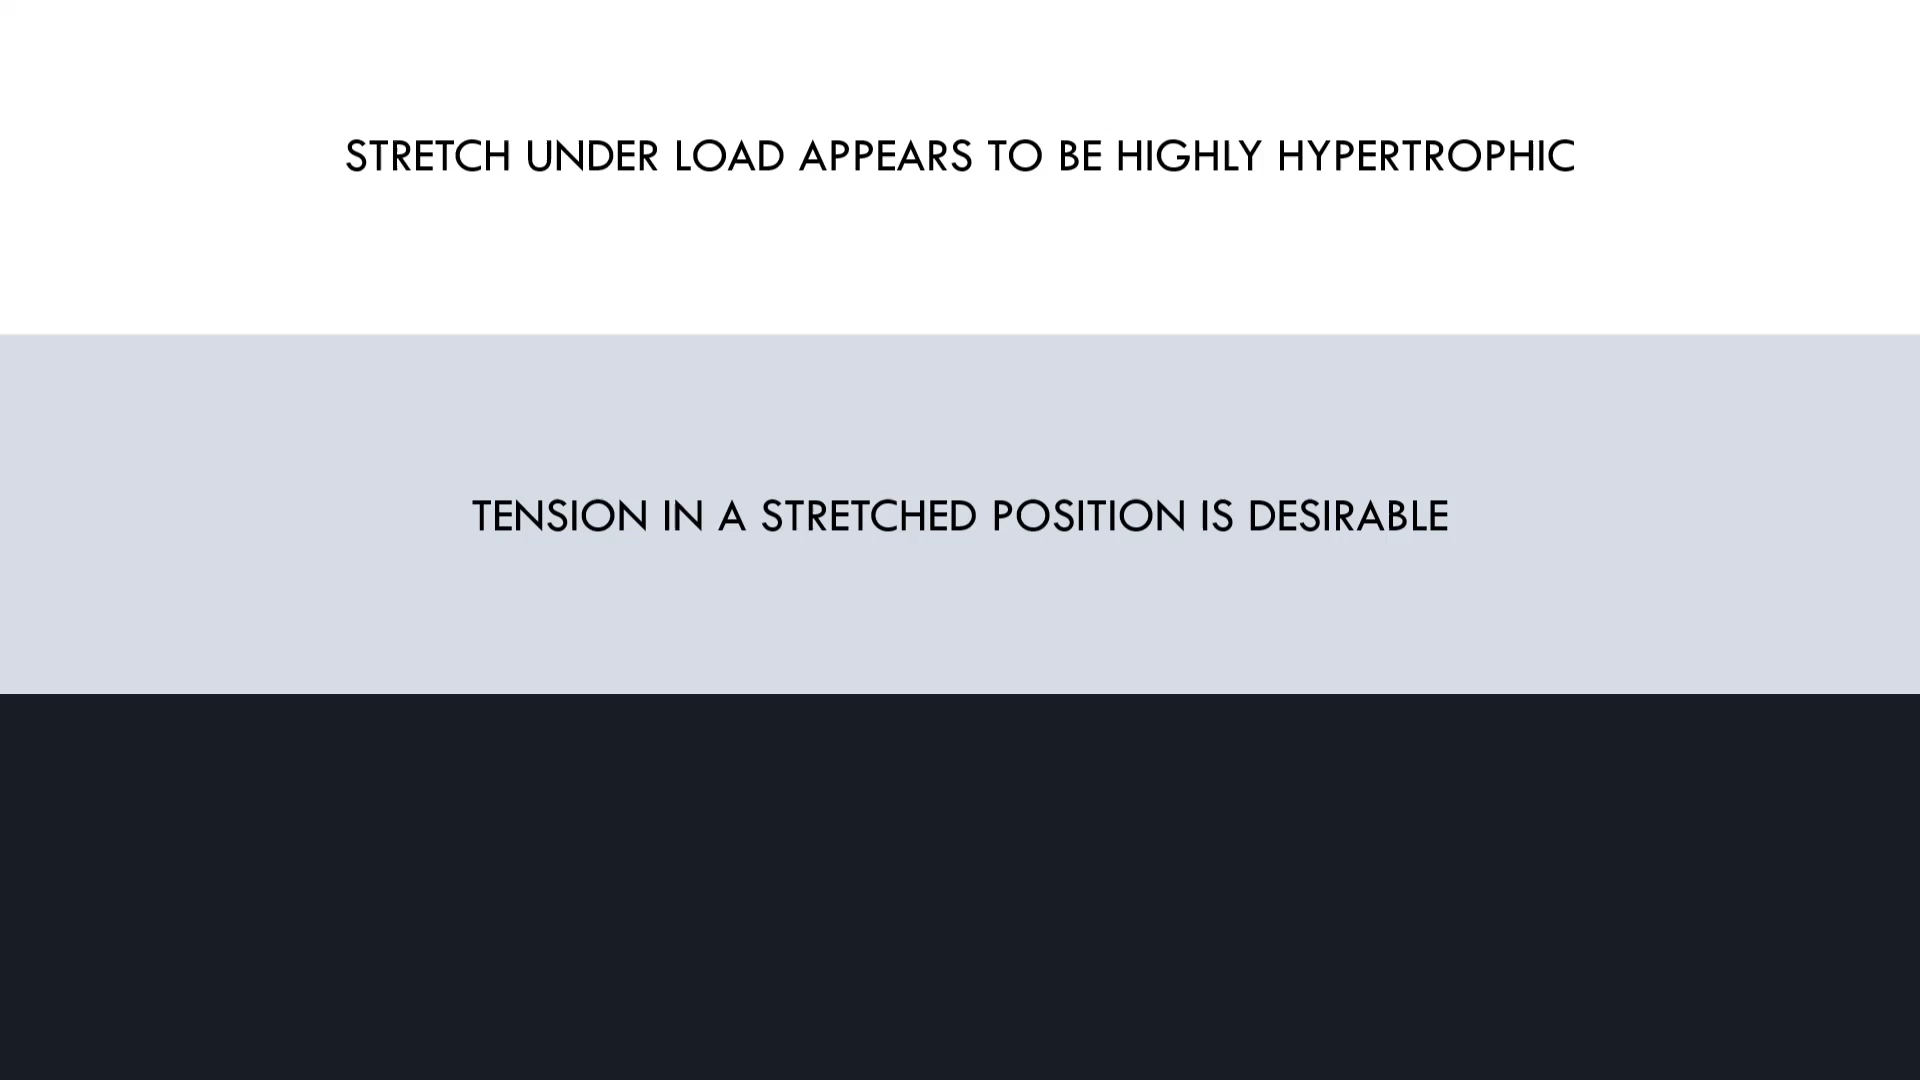 STRETCH UNDER LOAD APPEARS TO BE HIGHLY HYPERTROPHIC
TENSION IN A STRETCHED POSITION IS DESIRABLE